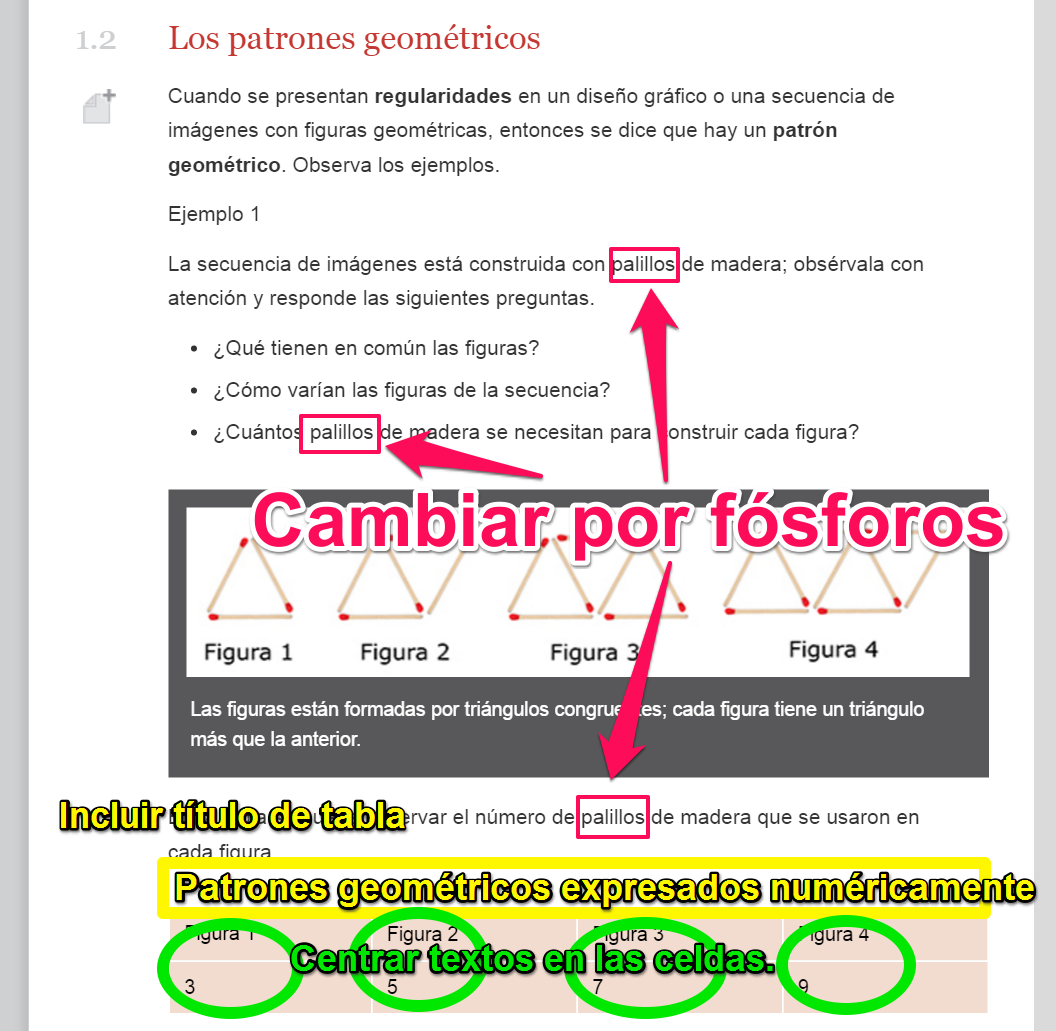 1.2 Los patrones geométricos
Cuando se presentan regularidades en un diseño gráfico o una secuencia de
imágenes con figuras geométricas, entonces se dice que hay un patrón
geométrico. Observa los ejemplos.
Ejemplo 1
La secuencia de imágenes está construida con palillos de madera; obsérvala con
atención y responde las siguientes preguntas.
• ¿Qué tienen en común las figuras?
• ¿Cómo varían las figuras de la secuencia?
• ¿Cuántos palillos de madera se necesitan para construir cada figura?
Cambiar por fósforos
Figura 1 Figura 2 Figura 3 Figura 4
Las figuras están formadas por triángulos congruentes; cada figura tiene un triángulo
más que la anterior.
Incluir título de tabla
el número de palillos de madera que se usaron en
cada figura
Patrones geométricos expresados numéricamente
Figura 1 Figura 2 Figura 3 Figura 4
Centrar textos en las celdas.
3 5 7 9